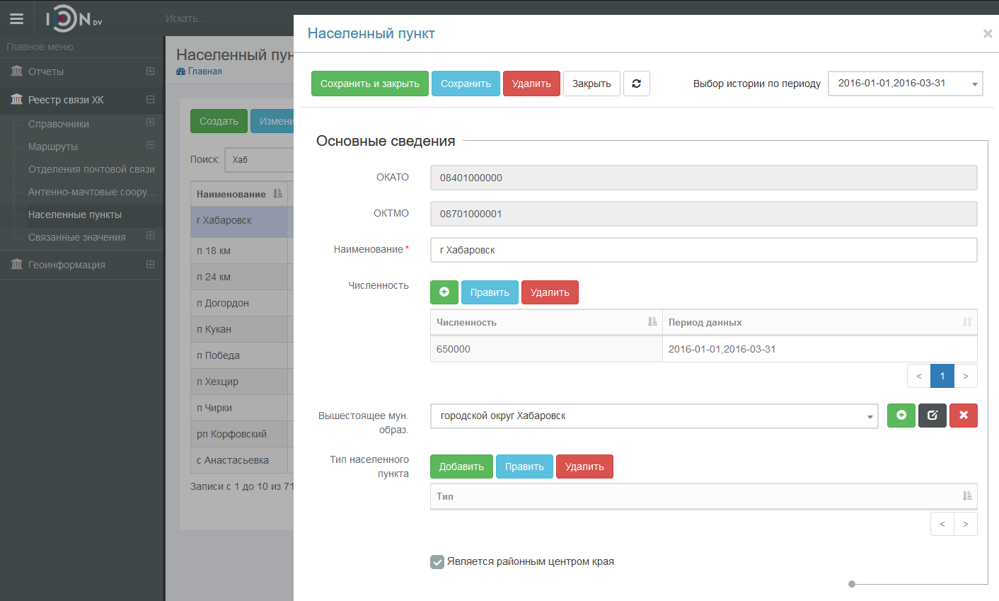 ION DV
Искать...
Главное меню
Отчеты
Реестр связи ХК
Справочники
Маршруты
Отделения почтовой связи
Антенно-мачтовые соору...
Населенные пункты
Связанные значения
Геоинформация
Населенный пун
Главная
Создать
Измени
Поиск:
Хаб
Наименование
г Хабаровск
п 18 км
п 24 км
п Догордон
п Кукан
п Победа
п Хехцир
п Чирки
рп Корфовский
с Анастасьевка
Записи с 1 до 10 из 71
Населенный пункт
×
Сохранить и закрыть
Сохранить
Удалить
Закрыть
Выбор истории по периоду
2016-01-01,2016-03-31
Основные сведения
ОКАТО
08401000000
ОКТМО
08701000001
Наименование*
г Хабаровск
Численность
Править
Удалить
Численность
Период данных
650000
2016-01-01,2016-03-31
<
1
>
Вышестоящее мун.
образ.
городской округ Хабаровск
Тип населенного
пункта
Добавить
Править
Удалить
Тип
<
>
Является районным центром края